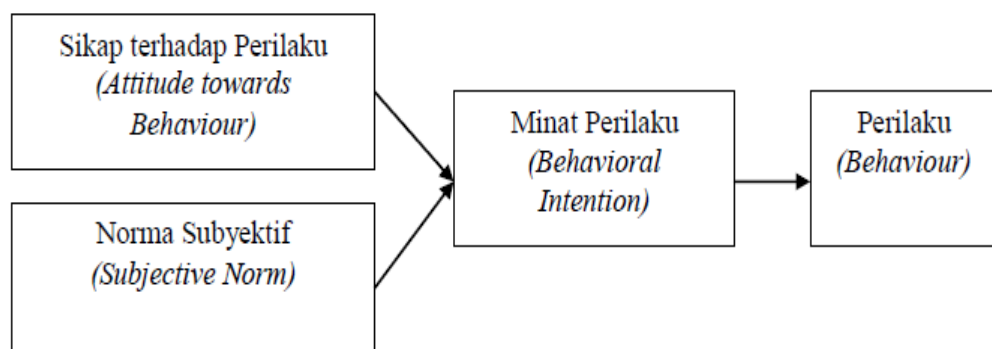 Sikap terhadap Perilaku
(Attitude towards
Behaviour)
Norma Subyektif
(Subjective Norm)
Minat Perilaku
(Behavioral
Intention)
Perilaku
(Behaviour)